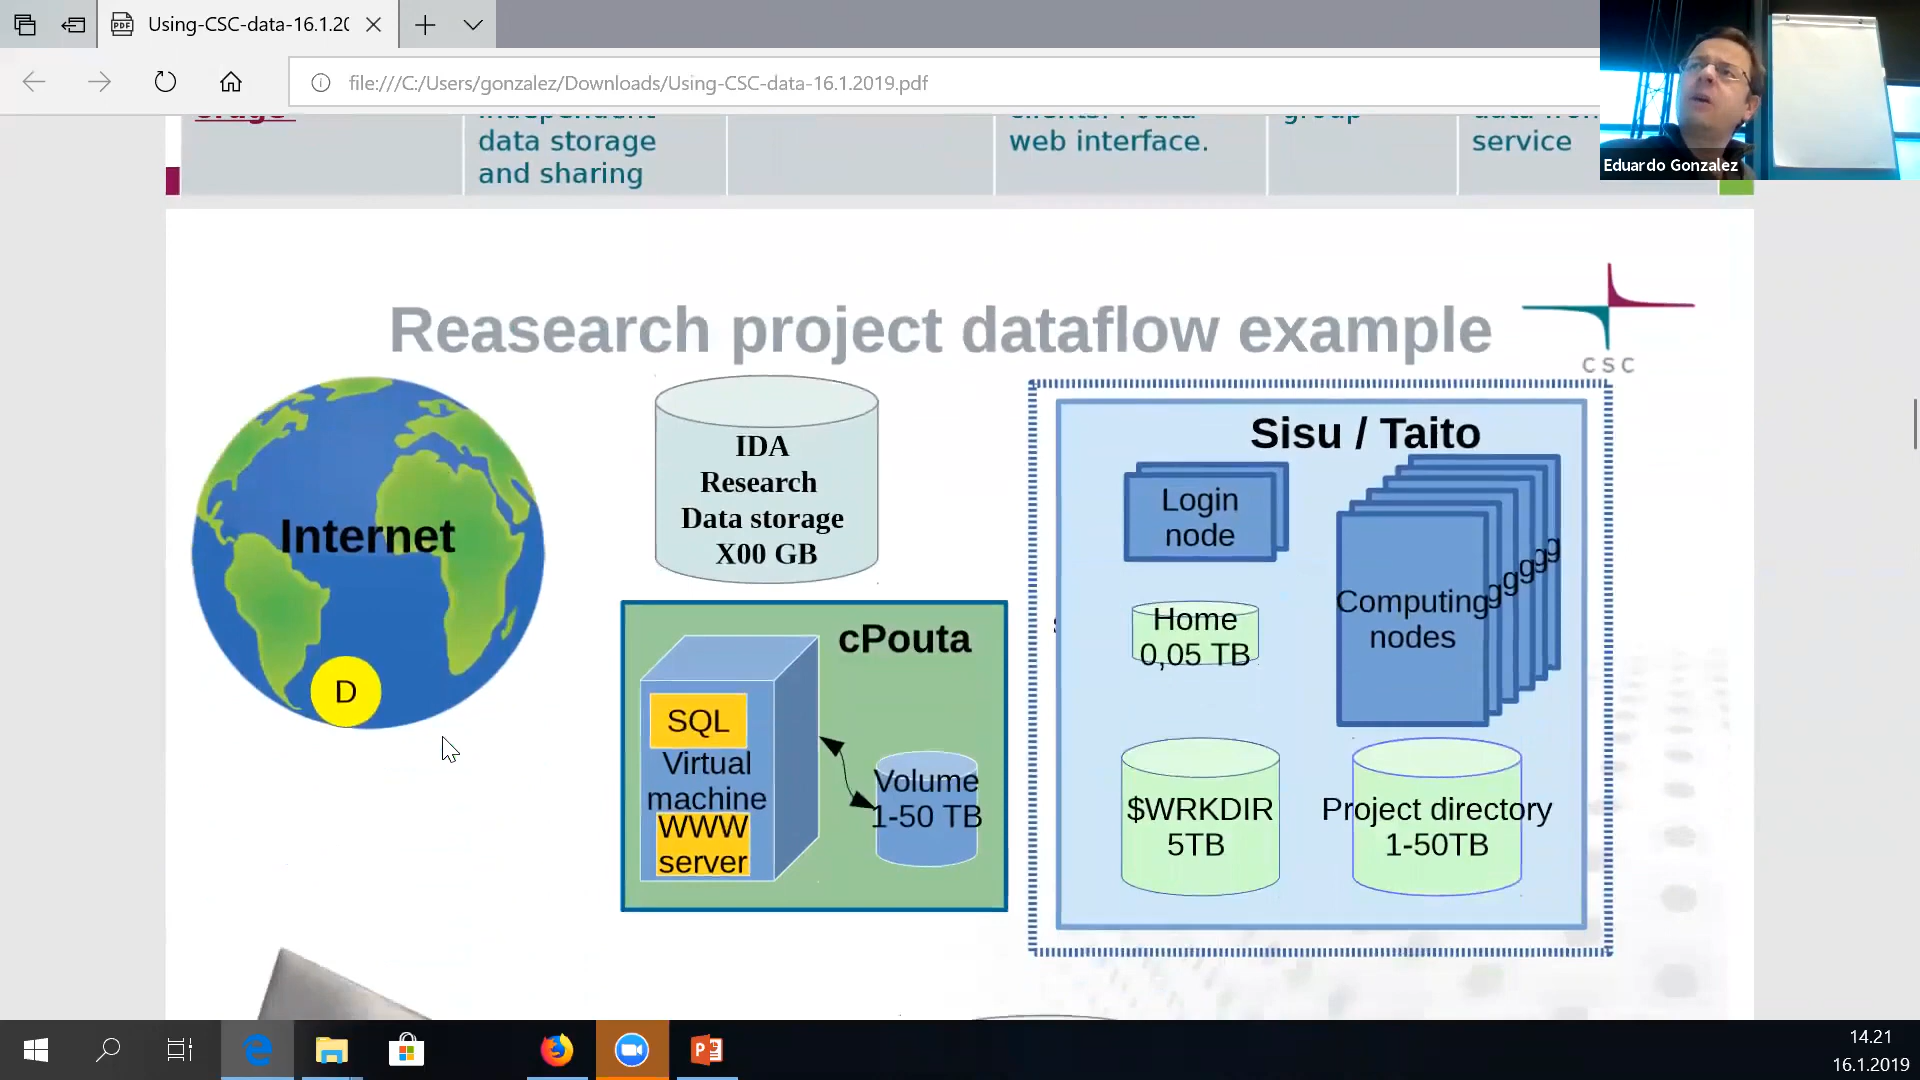 Using-CSC-data-16.1.20
file:///C:/Users/gonzalez/Downloads/Using-CSC-data-16.1.2019.pdf
data storage
and sharing
web interface.
group
service
Eduardo Gonzalez
Reasearch project dataflow example
CSC
Internet
D
IDA
Research
Data storage
X00 GB
cPouta
SQL
Virtual
machine
WWW
server
Volume
1-50 TB
Sisu / Taito
Login
node
Computing
nodes
g
g
g
g
g
Home
0,05 TB
$WRKDIR
5TB
Project directory
1-50TB
14.21
16.1.2019